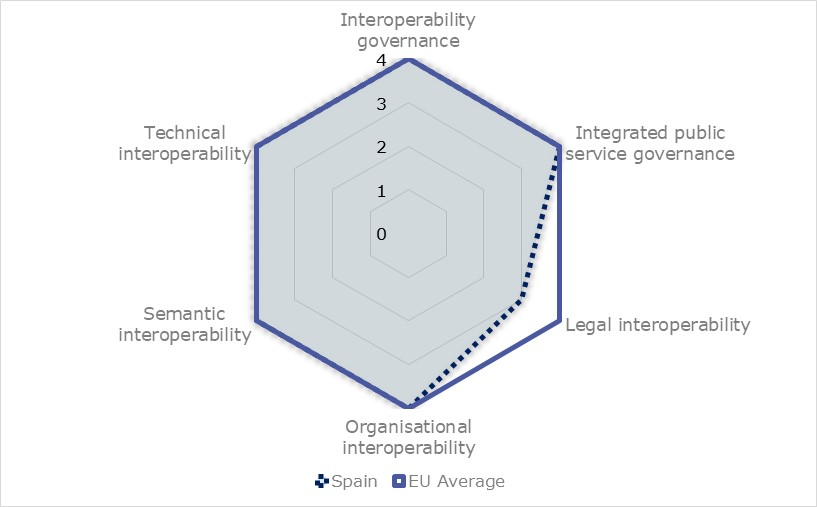 Interoperability
governance
4
3
2
1
0
Technical
interoperability
Integrated public
service governance
Semantic
interoperability
Legal interoperability
Organisational
interoperability
Spain
EU Average